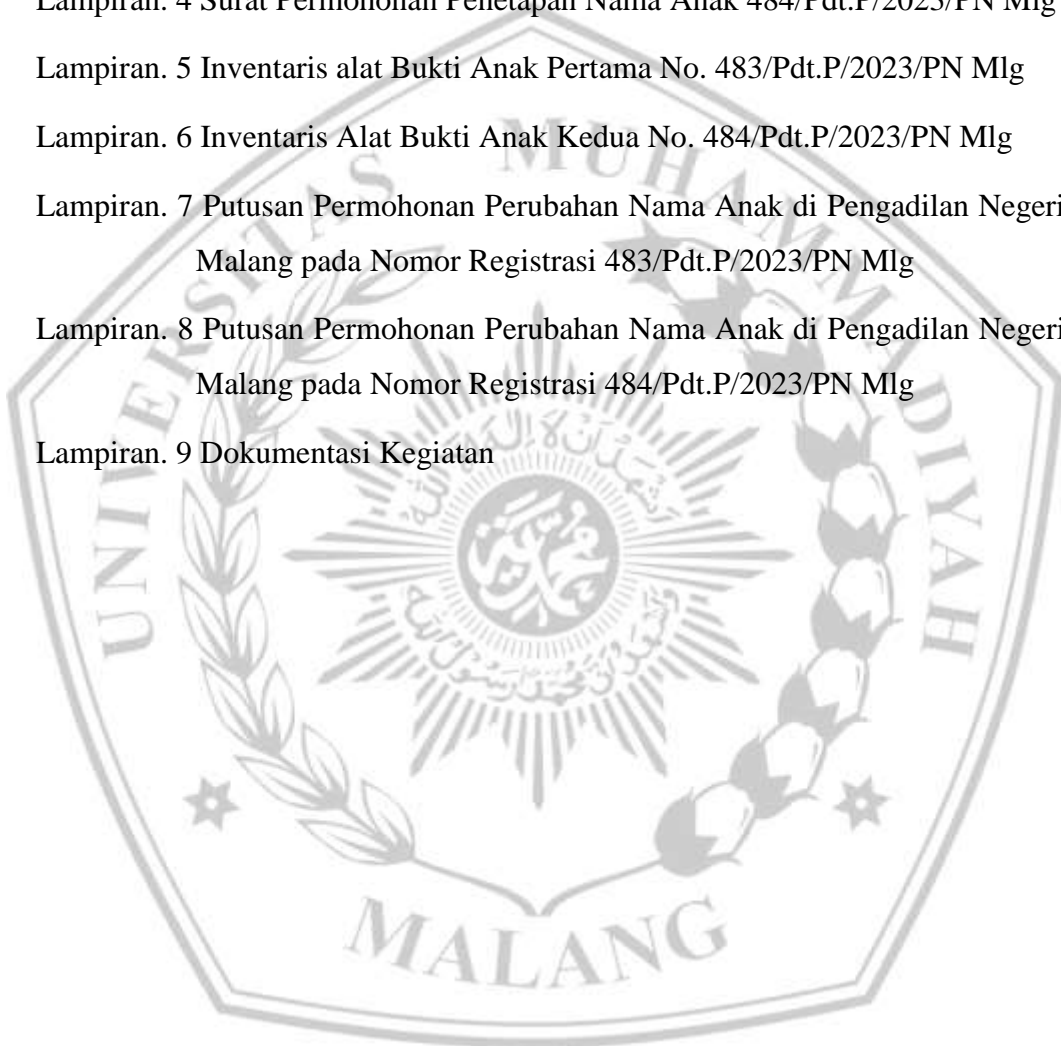 Lampiran. 4 Surat Permohonan Penetapan Nama Anak 484/Pdt.P/2023/PN Mlg
Lampiran. 5 Inventaris alat Bukti Anak Pertama No. 483/Pdt.P/2023/PN Mlg
Lampiran. 6 Inventaris Alat Bukti Anak Kedua No. 484/Pdt.P/2023/PN Mlg
Lampiran. 7 Putusan Permohonan Perubahan Nama Anak di Pengadilan Negeri
Malang pada Nomor Registrasi 483/Pdt.P/2023/PN Mlg
Lampiran. 8 Putusan Permohonan Perubahan Nama Anak di Pengadilan Negeri
Malang pada Nomor Registrasi 484/Pdt.P/2023/PN Mlg
Lampiran. 9 Dokumentasi Kegiatan
UNIVERSITAS MUHAMMADIYAH
MALANG